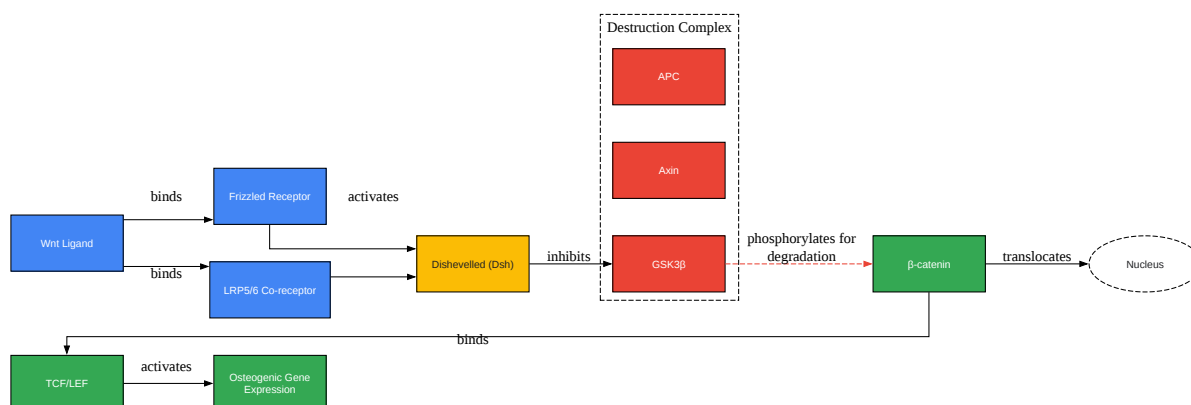 Destruction Complex
APC
Axin
binds
Frizzled Receptor
activates
Wnt Ligand
binds
LRP5/6 Co-receptor
Dishevelled (Dsh)
inhibits
GSK3β
phosphorylates for
degradation
β-catenin
translocates
Nucleus
binds
TCF/LEF
activates
Osteogenic Gene
Expression